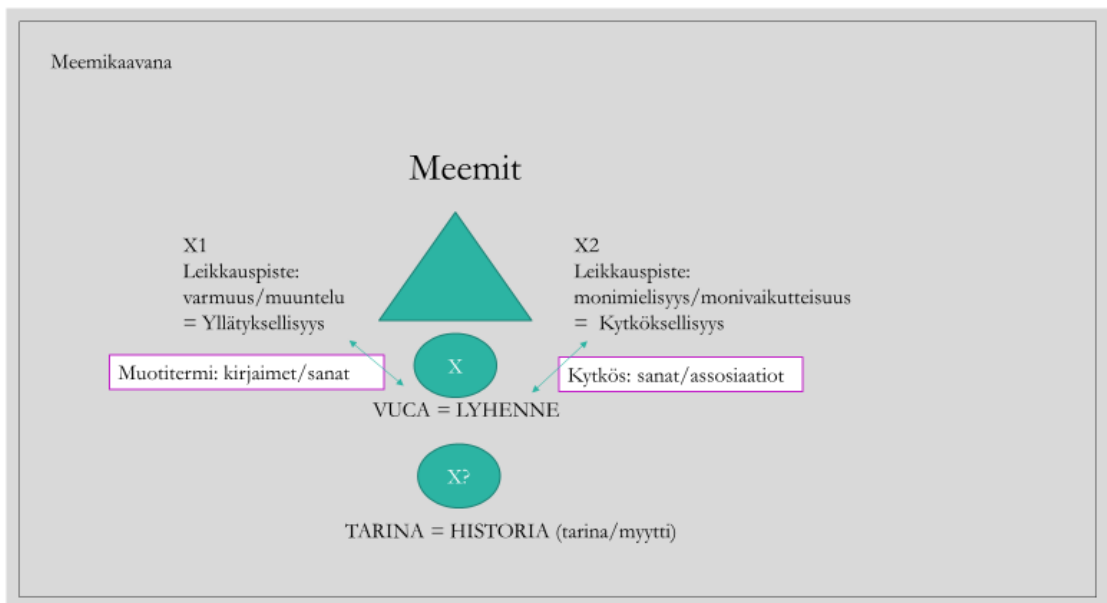 Meemikaavana
Meemit
X1
Leikkauspiste:
varmuus/muuntelu
= Yllätyksellisyys
X2
Leikkauspiste:
monimielisyys/monivaikutteisuus
= Kytköksellisyys
Muotitermi: kirjaimet/sanat
X
Kytkös: sanat/assosiaatiot
VUCA = LYHENNE
X?
TARINA = HISTORIA (tarina/myytti)